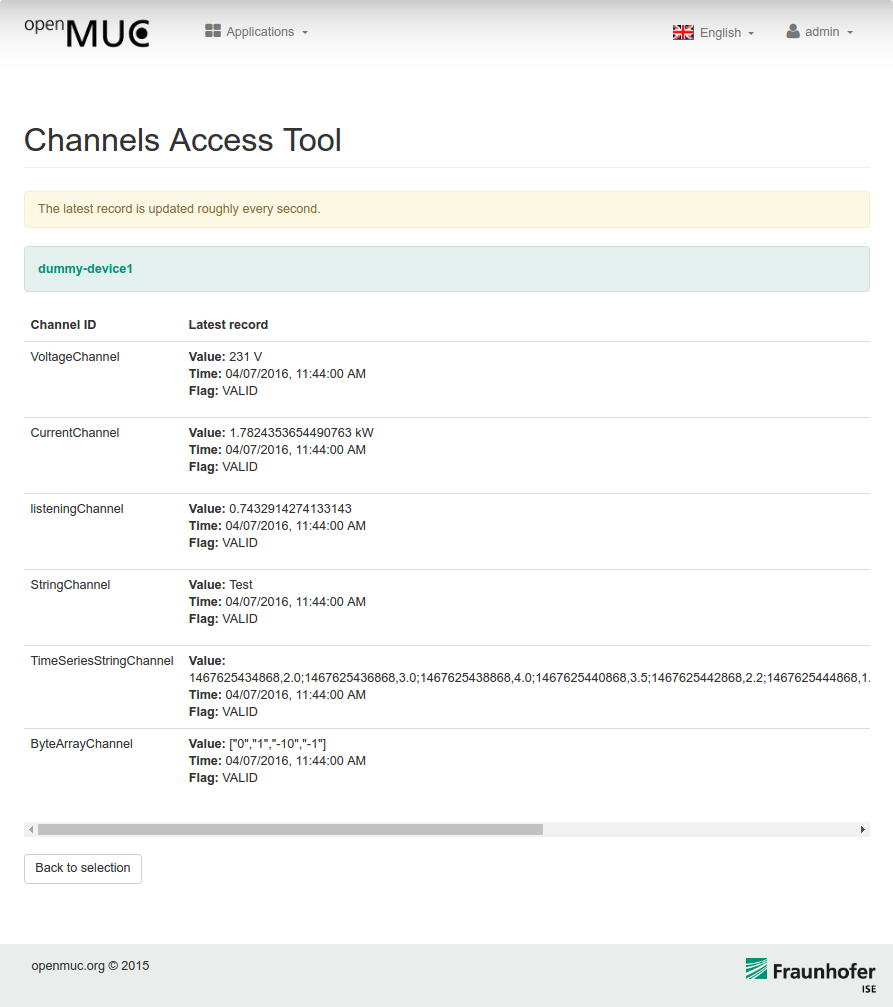 open MUC
Applications
English
admin
Channels Access Tool
The latest record is updated roughly every second.
dummy-device1
Channel ID Latest record
VoltageChannel Value: 231 V
Time: 04/07/2016, 11:44:00 AM
Flag: VALID
CurrentChannel Value: 1.7824353654490763 kW
Time: 04/07/2016, 11:44:00 AM
Flag: VALID
listeningChannel Value: 0.7432914274133143
Time: 04/07/2016, 11:44:00 AM
Flag: VALID
StringChannel Value: Test
Time: 04/07/2016, 11:44:00 AM
Flag: VALID
TimeSeriesStringChannel Value:
1467625434868,2.0;1467625436868,3.0;1467625438868,4.0;1467625440868,3.5;1467625442868,2.2;1467625444868,1.
Time: 04/07/2016, 11:44:00 AM
Flag: VALID
ByteArrayChannel Value: ["0","1","-10","-1"]
Time: 04/07/2016, 11:44:00 AM
Flag: VALID
Back to selection
openmuc.org © 2015
Fraunhofer
ISE